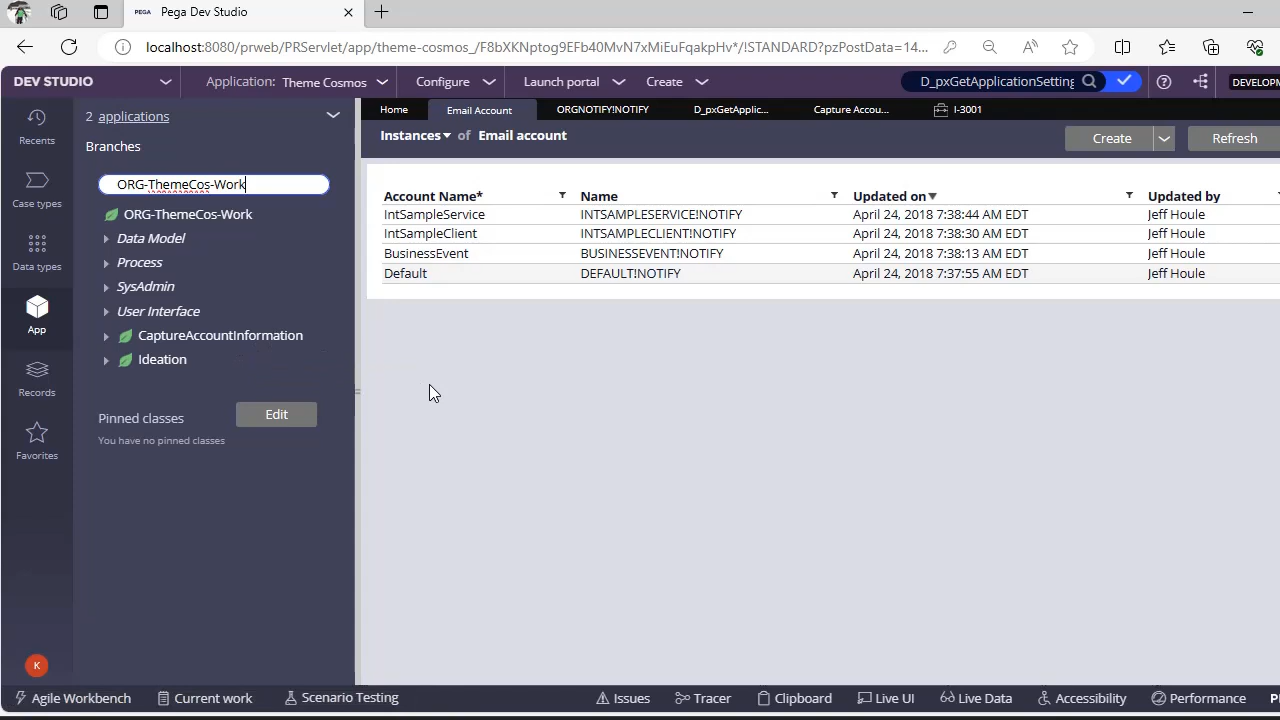 PEGA Pega Dev Studio
localhost:8080/prweb/PRServlet/app/theme-cosmos_/F8bXKNptog9EFb40MvN7xMiEuFqakpHv*/!STANDARD?pzPostData=14...
DEV STUDIO Application: Theme Cosmos Configure Launch portal Create D_pxGetApplicationSetting DEVELOPM
Recents
Case types
Data types
App
Records
Favorites
K
2 applications
Branches
ORG-ThemeCos-Work
ORG-ThemeCos-Work
Data Model
Process
SysAdmin
User Interface
CaptureAccountInformation
Ideation
Pinned classes Edit
You have no pinned classes
Home Email Account ORGNOTIFY!NOTIFY D_pxGetApplic... Capture Accou... I-3001
Instances of Email account Create Refresh
Account Name* Name Updated on Updated by
IntSampleService INTSAMPLESERVICE!NOTIFY April 24, 2018 7:38:44 AM EDT Jeff Houle
IntSampleClient INTSAMPLECLIENT!NOTIFY April 24, 2018 7:38:30 AM EDT Jeff Houle
BusinessEvent BUSINESSEVENT!NOTIFY April 24, 2018 7:38:13 AM EDT Jeff Houle
Default DEFAULT!NOTIFY April 24, 2018 7:37:55 AM EDT Jeff Houle
Agile Workbench Current work Scenario Testing Issues Tracer Clipboard Live UI Live Data Accessibility Performance